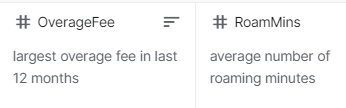 # OverageFee
largest overage fee in last
12 months
# RoamMins
average number of
roaming minutes